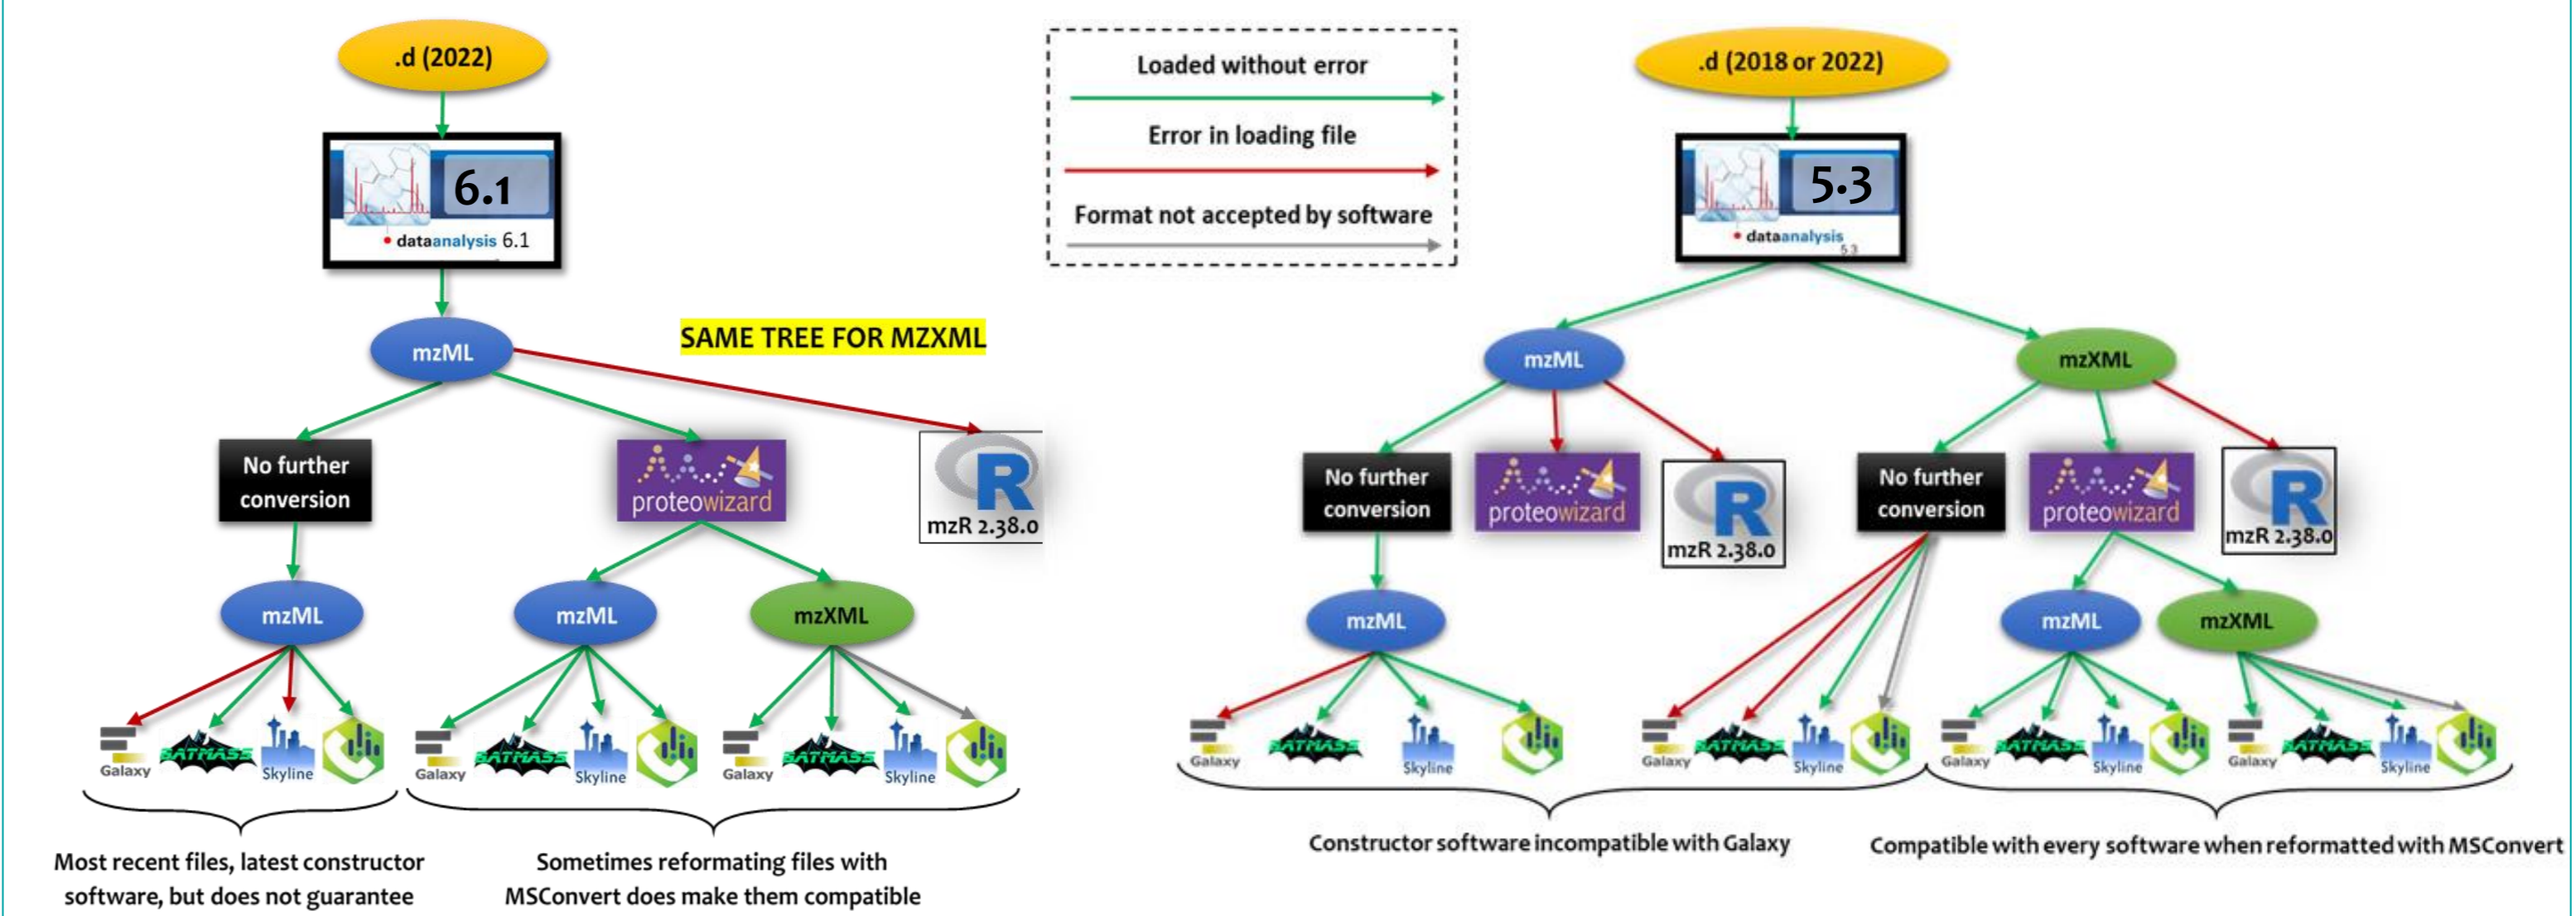 .d (2022)
6.1
dataanalysis 6.1
mzML
SAME TREE FOR MZXML
No further
conversion
proteowizard
mzR 2.38.0
mzML
mzML
mzXML
Galaxy
BATMASS
Skyline
Galaxy
BATMASS
Skyline
Galaxy
BATMASS
Skyline
Most recent files, latest constructor
software, but does not guarantee
Sometimes reformating files with
MSConvert does make them compatible
Loaded without error
Error in loading file
Format not accepted by software
.d (2018 or 2022)
5.3
dataanalysis
5.3
mzML
mzXML
No further
conversion
proteowizard
mzR 2.38.0
No further
conversion
proteowizard
mzR 2.38.0
mzML
mzML
mzXML
Galaxy
BATMASS
Skyline
Galaxy
BATMASS
Skyline
Galaxy
BATMASS
Skyline
Galaxy
BATMASS
Skyline
Constructor software incompatible with Galaxy
Compatible with every software when reformatted with MSConvert